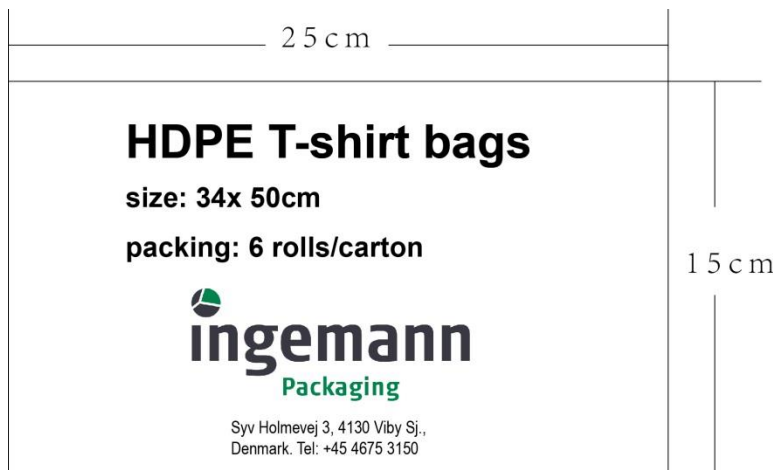 25cm
HDPE T-shirt bags
size: 34x 50cm
packing: 6 rolls/carton
15cm
ingemann
Packaging
Syv Holmevej 3, 4130 Viby Sj.,
Denmark. Tel: +45 4675 3150